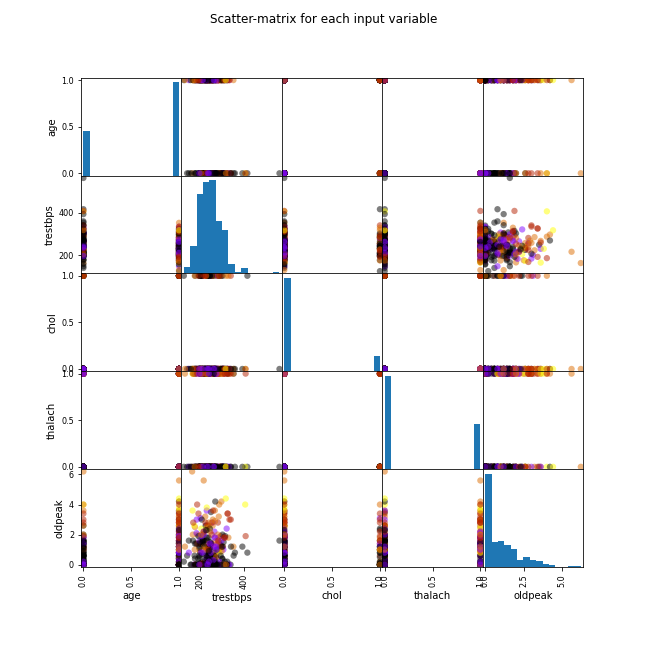 Scatter-matrix for each input variable
1.0
0.5
0.0
age
400
200
trestbps
1.0
0.5
0.0
chol
1.0
0.5
0.0
thalach
6
4
2
0
oldpeak
0.0 0.5 1.0 200 400 0.0 0.5 1.0 0.0 0.5 1.0 0.0 2.5 5.0
age trestbps chol thalach oldpeak